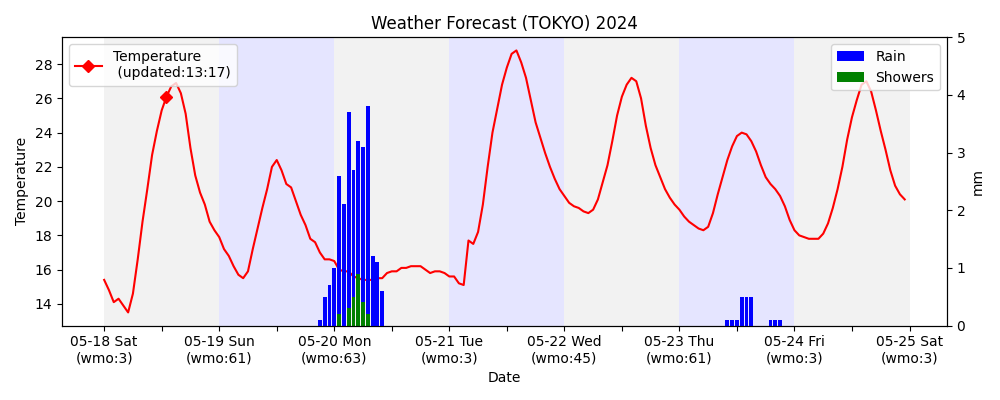 Weather Forecast (TOKYO) 2024
Temperature
(updated:13:17)
Rain
Showers
Temperature
28
26
24
22
20
18
16
14
5
4
3
2
1
0
mm
05-18 Sat
(wmo:3)
05-19 Sun
(wmo:61)
05-20 Mon
(wmo:63)
05-21 Tue
(wmo:3)
05-22 Wed
(wmo:45)
05-23 Thu
(wmo:61)
05-24 Fri
(wmo:3)
05-25 Sat
(wmo:3)
Date